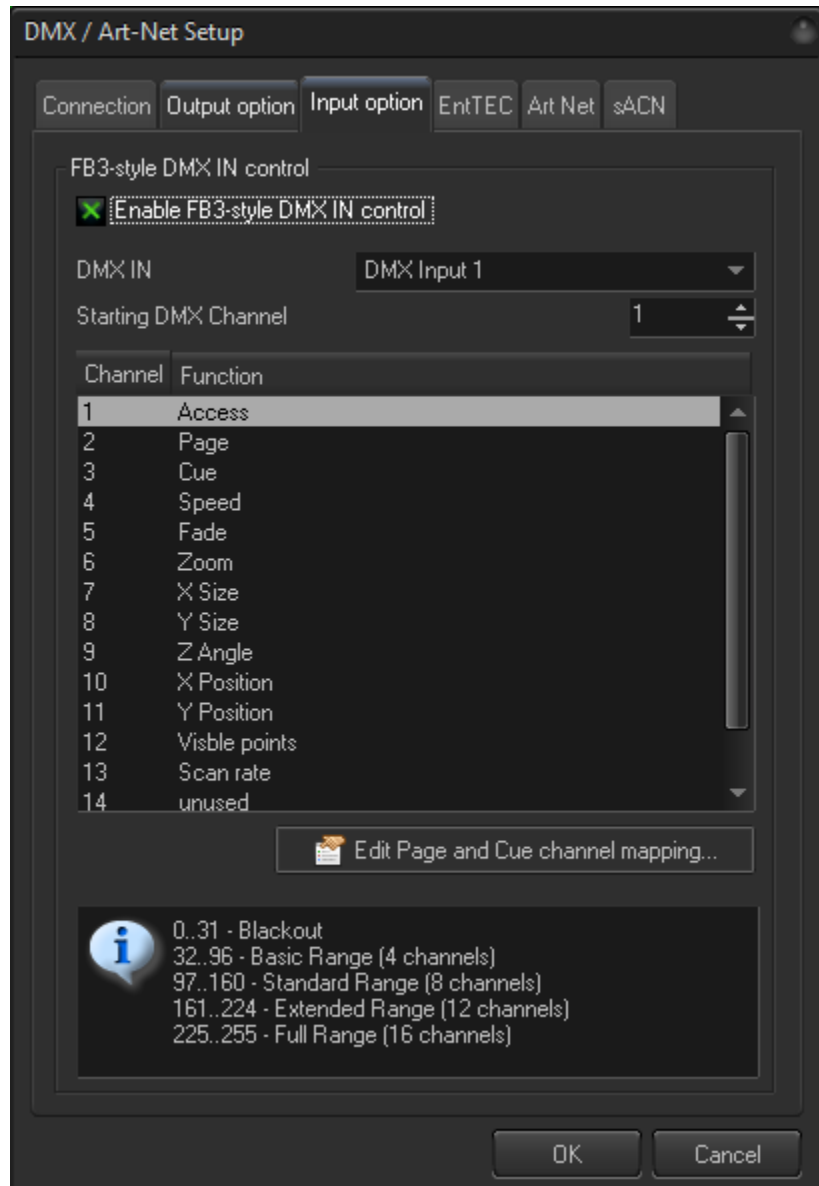 DMX / Art-Net Setup
Connection Output option Input option EntTEC Art Net sACN
FB3-style DMX IN control
Enable FB3-style DMX IN control
DMX IN DMX Input 1
Starting DMX Channel 1
Channel Function
1 Access
2 Page
3 Cue
4 Speed
5 Fade
6 Zoom
7 X Size
8 Y Size
9 Z Angle
10 X Position
11 Y Position
12 Visble points
13 Scan rate
14 unused
Edit Page and Cue channel mapping...
0..31 - Blackout
32..96 - Basic Range (4 channels)
97..160 - Standard Range (8 channels)
161..224 - Extended Range (12 channels)
225..255 - Full Range (16 channels)
OK Cancel